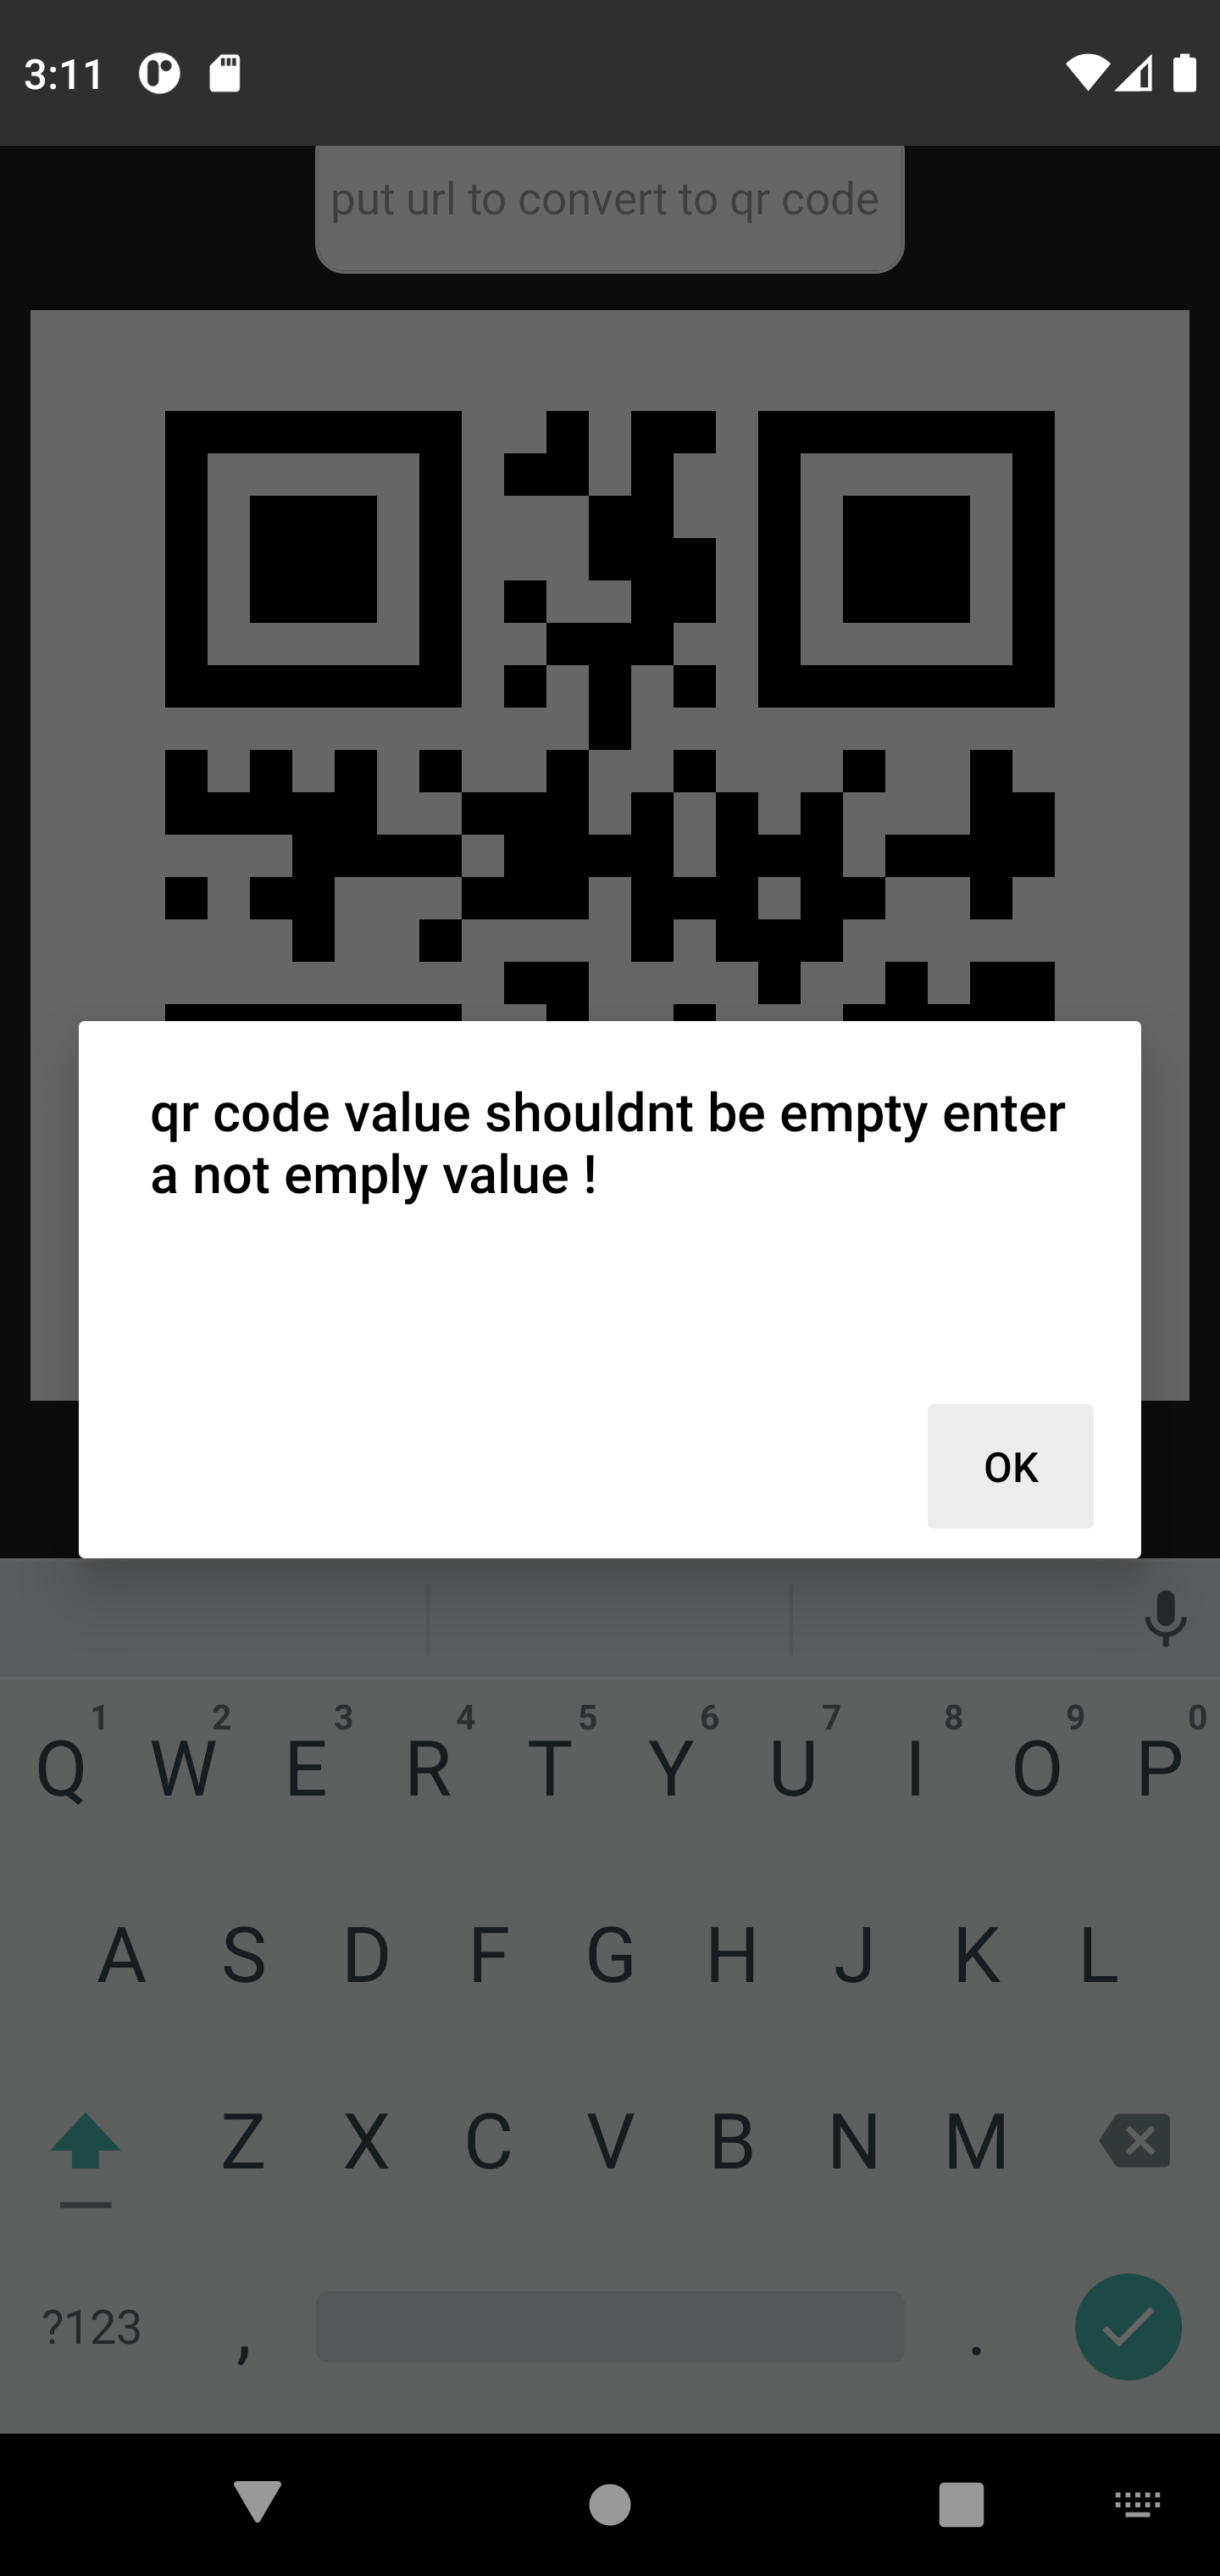 3:11
put url to convert to qr code
qr code value shouldnt be empty enter
a not emply value !
OK
1 2 3 4 5 6 7 8 9 0
Q W E R T Y U I O P
A S D F G H J K L
Z X C V B N M
?123 , .